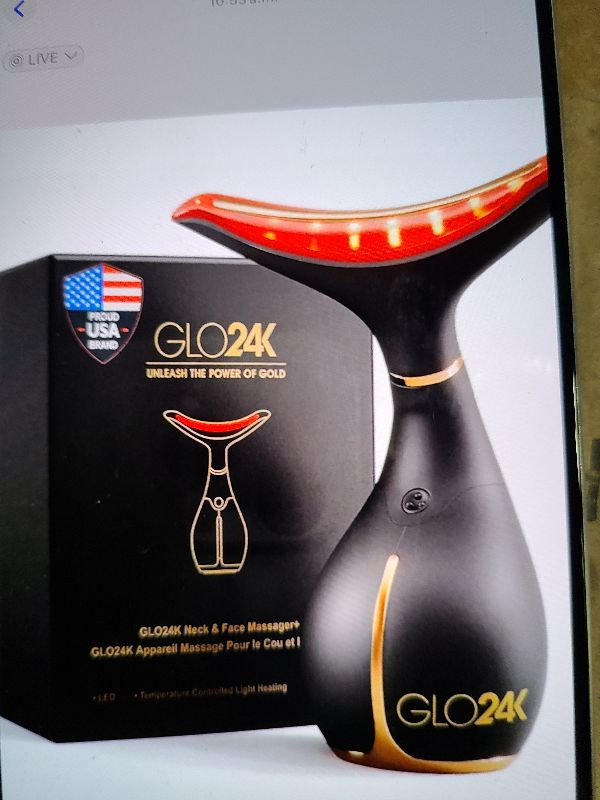 LIVE
PROUD
USA
BRAND
GLO24K
UNLEASH THE POWER OF GOLD
GLO24K Neck & Face Massager+
GLO24K Appareil Massage Pour le Cou et l
• LED • Temperature Controlled Light Heating
GLO24K